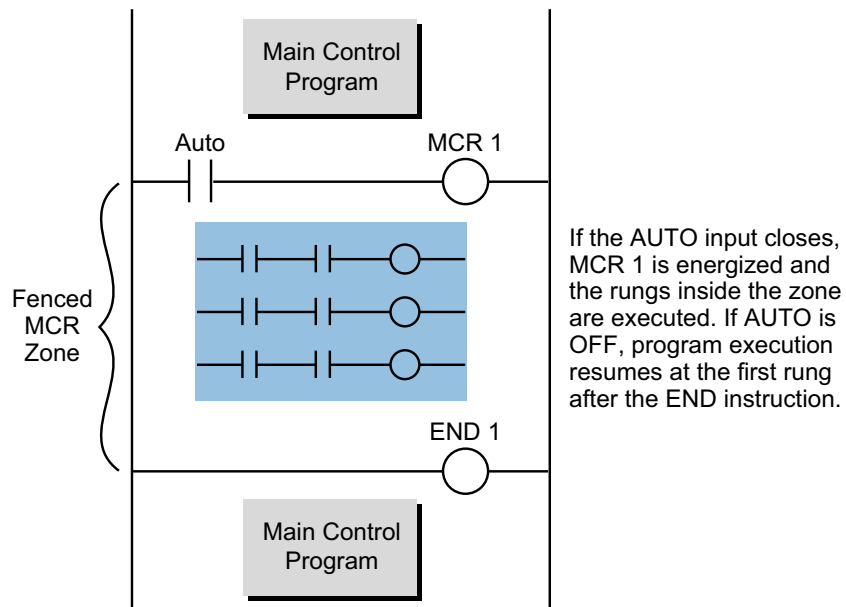 Main Control
Program
Auto
MCR 1
Fenced
MCR
Zone
If the AUTO input closes,
MCR 1 is energized and
the rungs inside the zone
are executed. If AUTO is
OFF, program execution
resumes at the first rung
after the END instruction.
END 1
Main Control
Program